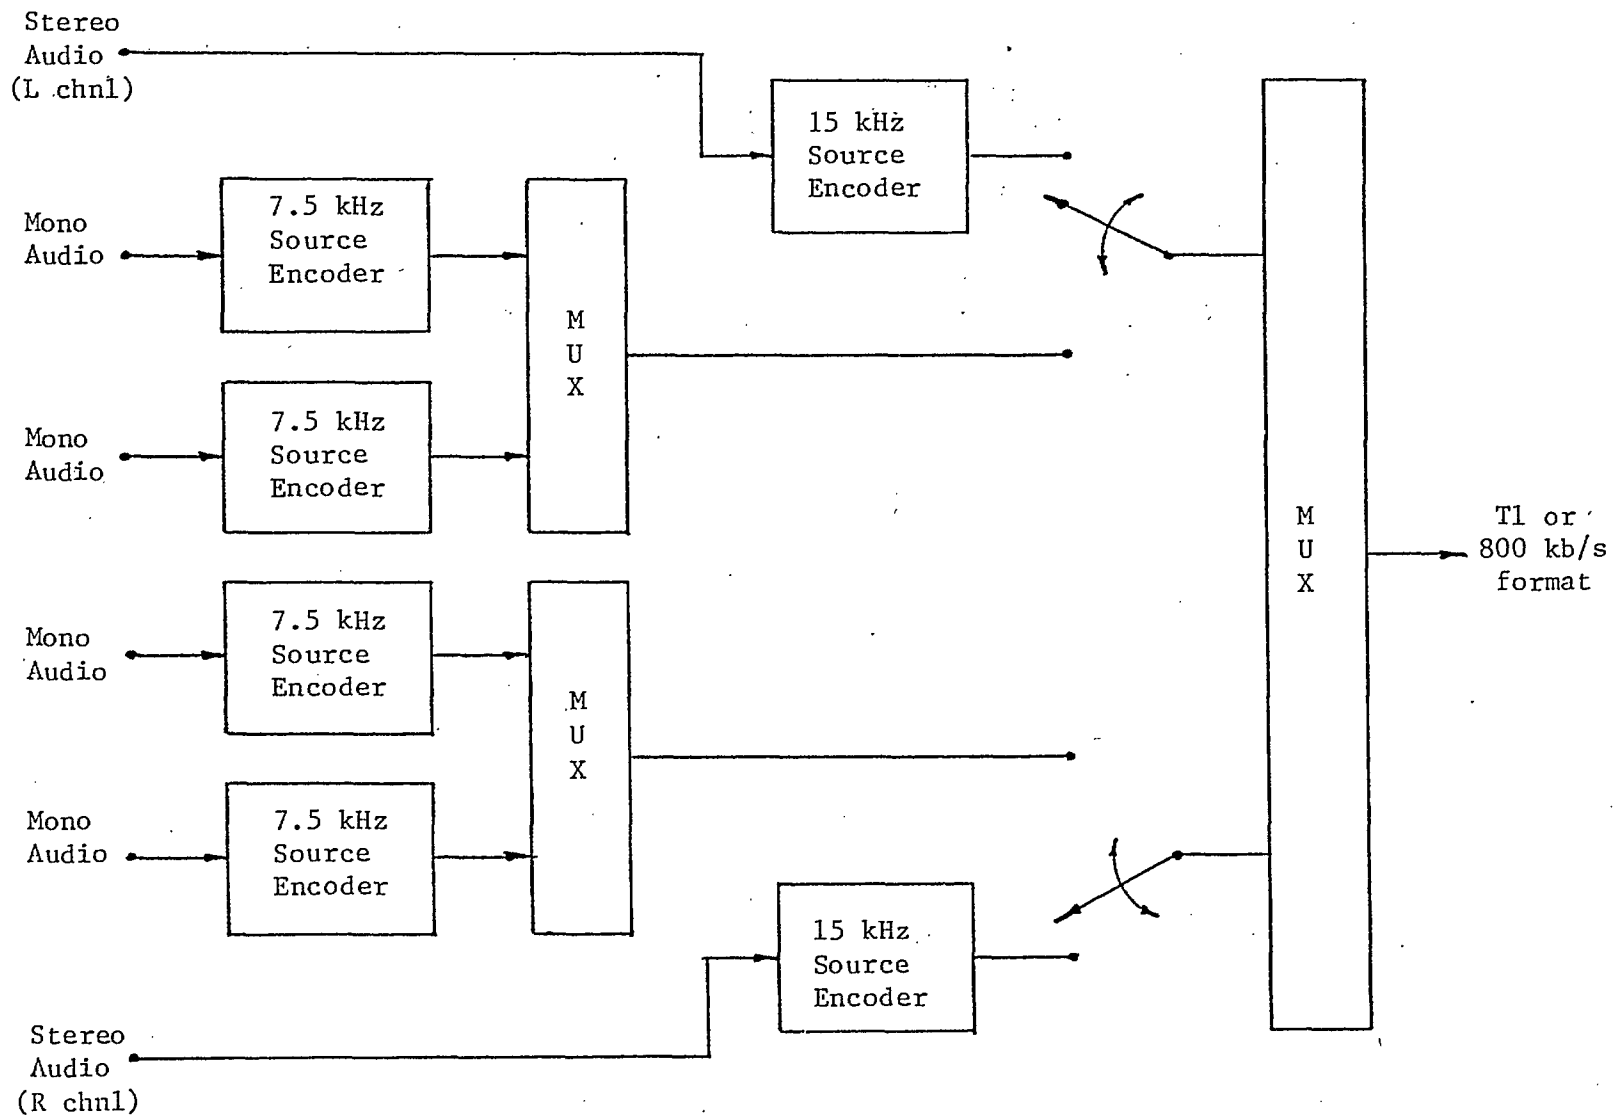 Stereo
Audio
(L chnl)
15 kHz
Source
Encoder
Mono
Audio
7.5 kHz
Source
Encoder
M
U
X
Mono
Audio
7.5 kHz
Source
Encoder
M
U
X
T1 or
800 kb/s
format
Mono
Audio
7.5 kHz
Source
Encoder
M
U
X
Mono
Audio
7.5 kHz
Source
Encoder
15 kHz
Source
Encoder
Stereo
Audio
(R chnl)